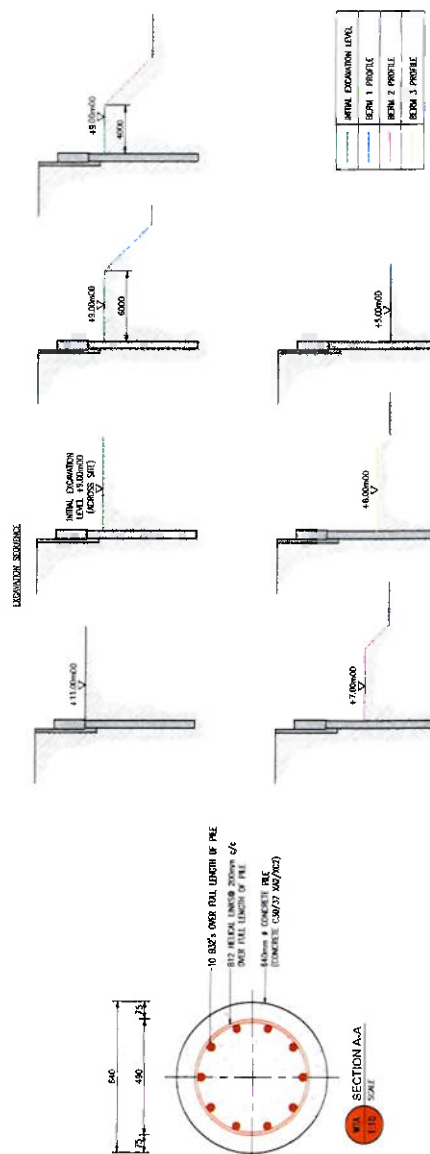 EXCAVATION SEQUENCE
+11.00mOD
INITIAL EXCAVATION
LEVEL +9.00mOD
(ACROSS SITE)
+9.00mOD
6000
+9.00mOD
4000
+7.00mOD
+6.00mOD
+5.00mOD
INITIAL EXCAVATION LEVEL
BERM 1 PROFILE
BERM 2 PROFILE
BERM 3 PROFILE
640
75
490
75
10 B32's OVER FULL LENGTH OF PILE
B12 HELICAL LINKS@ 200mm c/c
OVER FULL LENGTH OF PILE
640mm ø CONCRETE PILE
(CONCRETE C30/37 XA2/XC2)
SECTION A-A
SCALE
1:10